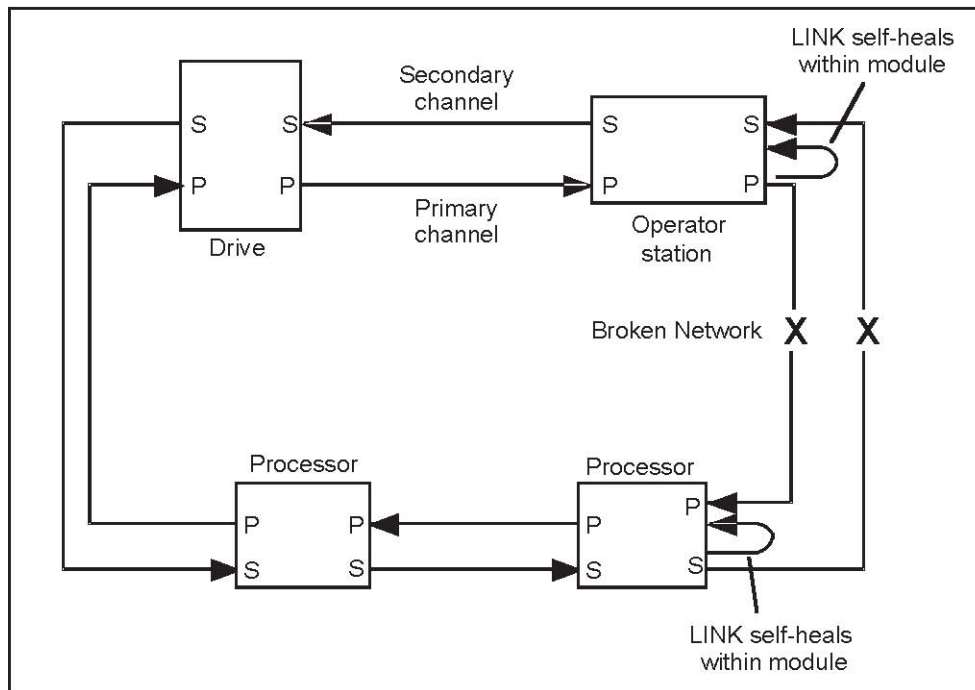 LINK self-heals
within module
Secondary
channel
S
S
S
S
P
P
P
P
Drive
Primary
channel
Operator
station
Broken Network
X
X
Processor
Processor
P
P
P
P
S
S
S
S
LINK self-heals
within module